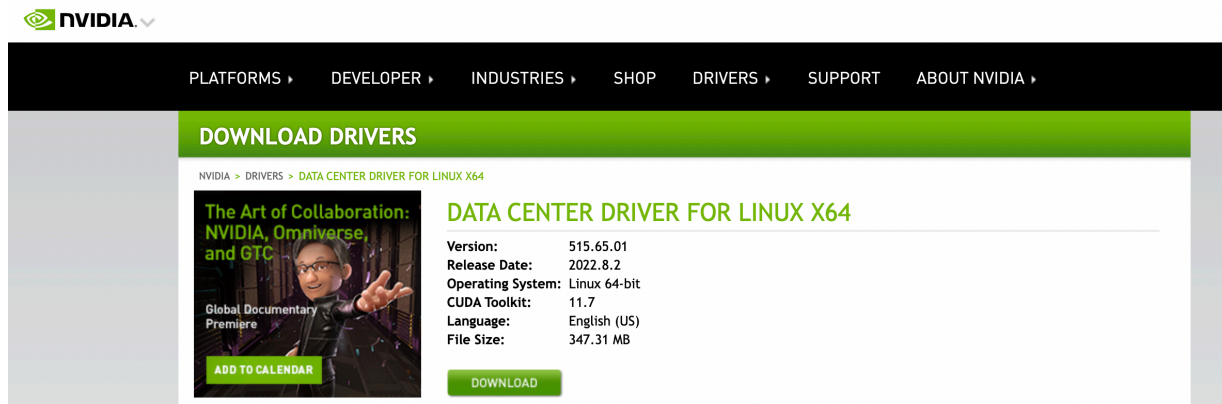 NVIDIA.
PLATFORMS DEVELOPER INDUSTRIES SHOP DRIVERS SUPPORT ABOUT NVIDIA
DOWNLOAD DRIVERS
NVIDIA > DRIVERS > DATA CENTER DRIVER FOR LINUX X64
The Art of Collaboration:
NVIDIA, Omniverse,
and GTC
Global Documentary
Premiere
ADD TO CALENDAR
DATA CENTER DRIVER FOR LINUX X64
Version: 515.65.01
Release Date: 2022.8.2
Operating System: Linux 64-bit
CUDA Toolkit: 11.7
Language: English (US)
File Size: 347.31 MB
DOWNLOAD